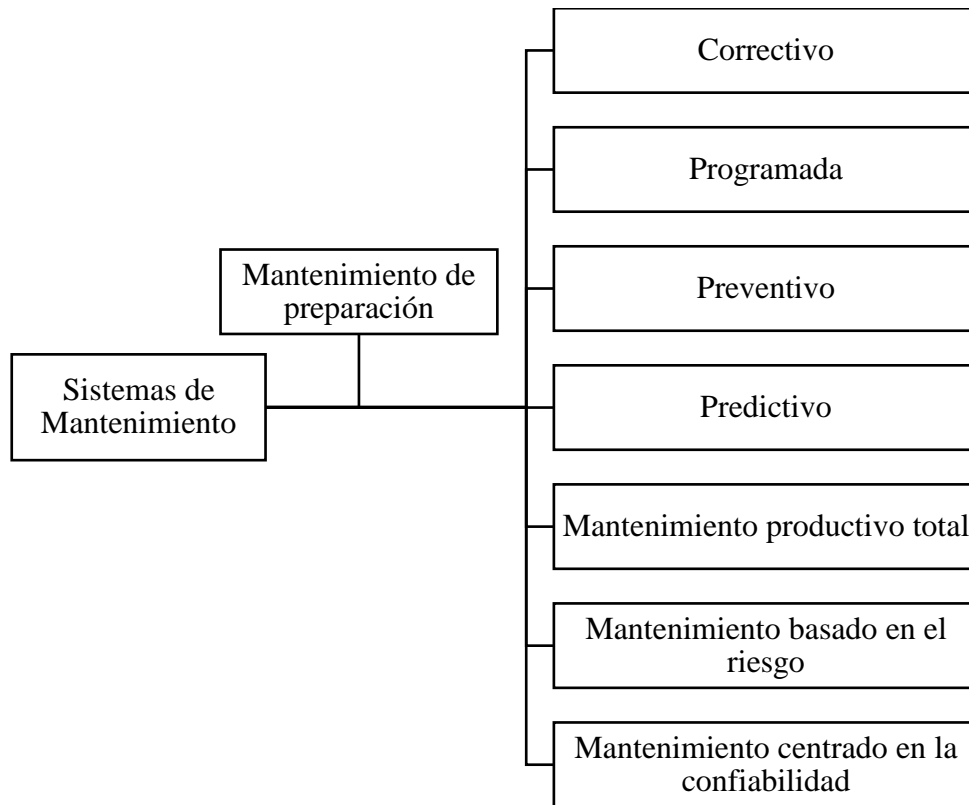 Correctivo
Programada
Mantenimiento de
preparación
Preventivo
Sistemas de
Mantenimiento
Predictivo
Mantenimiento productivo total
Mantenimiento basado en el
riesgo
Mantenimiento centrado en la
confiabilidad